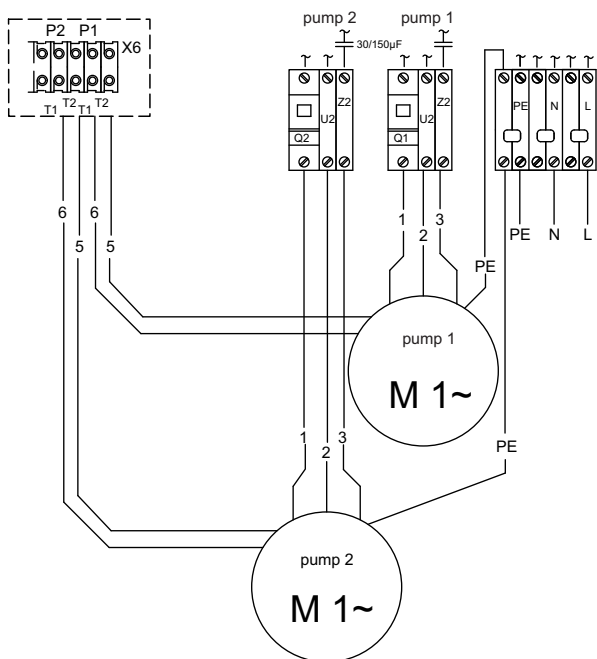 pump 2
pump 1
P2 P1
X6
30/150µF
T1 T2 T1 T2
Z2
U2
Q2
Z2
U2
Q1
PE N L
6 5 6 5
1 2 3
PE N L
PE
pump 1
M 1~
1 2 3
PE
pump 2
M 1~